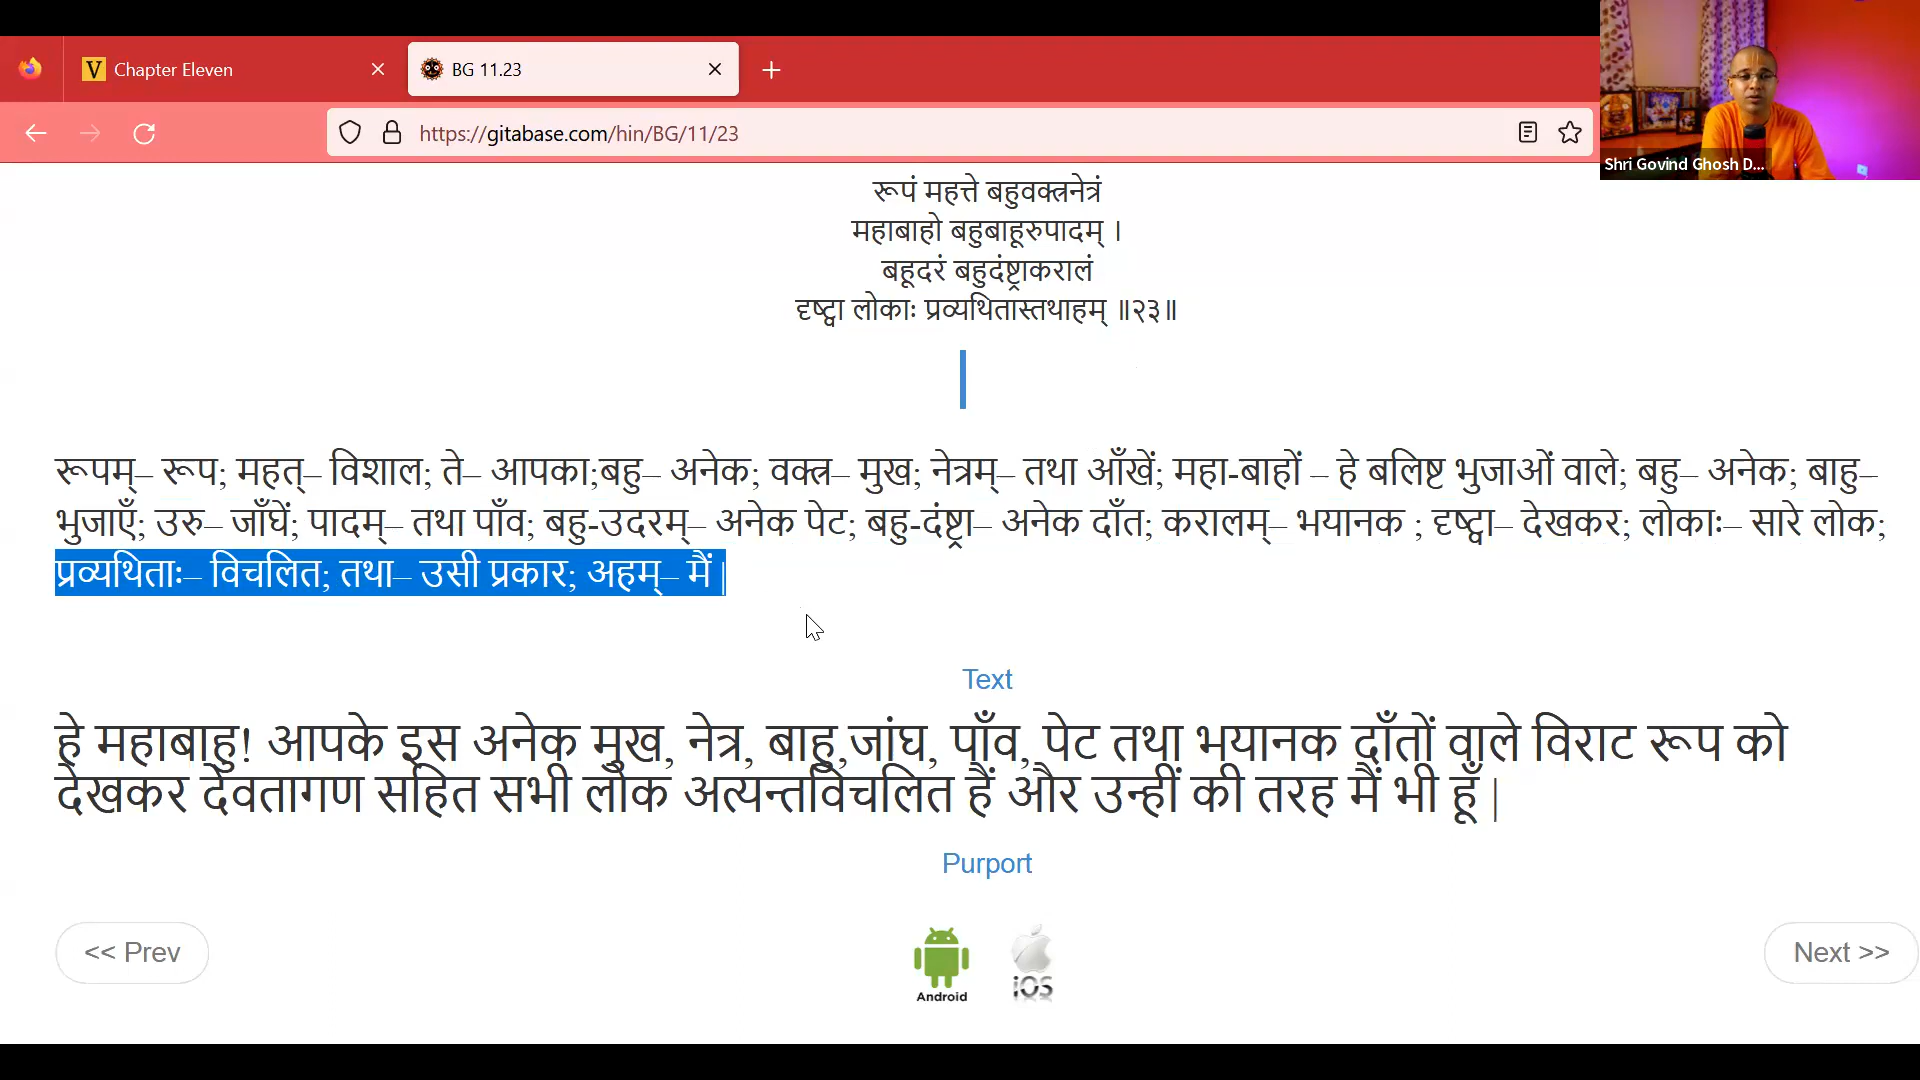 Chapter Eleven
BG 11.23
https://gitabase.com/hin/BG/11/23
Shri Govind Ghosh D...
रूपं महत्ते बहुवक्त्रनेत्रं
महाबाहो बहुबाहूरुपादम् ।
बहूदरं बहुदंष्ट्राकरालं
दृष्ट्वा लोकाः प्रव्यथितास्तथाहम् ॥२३॥
रूपम्– रूप; महत्– विशाल; ते– आपका;बहु– अनेक; वक्त्र– मुख; नेत्रम्– तथा आँखें; महा-बाहों – हे बलिष्ट भुजाओं वाले; बहु– अनेक; बाहु–
भुजाएँ; उरु– जाँघें; पादम्– तथा पाँव; बहु-उदरम्– अनेक पेट; बहु-दंष्ट्रा– अनेक दाँत; करालम्– भयानक ; दृष्ट्वा– देखकर; लोकाः– सारे लोक;
प्रव्यथिताः– विचलित; तथा– उसी प्रकार; अहम्– मैं |
Text
हे महाबाहु! आपके इस अनेक मुख, नेत्र, बाहु,जांघ, पाँव, पेट तथा भयानक दाँतों वाले विराट रूप को
देखकर देवतागण सहित सभी लोक अत्यन्तविचलित हैं और उन्हीं की तरह मैं भी हूँ |
Purport
<< Prev
Android
iOS
Next >>